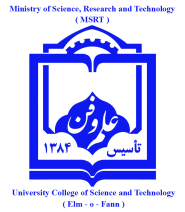 Ministry of Science, Research and Technology
( MSRT )
علم و فن
تأسیس
۱۳۸۴
University College of Science and Technology
( Elm - o - Fann )